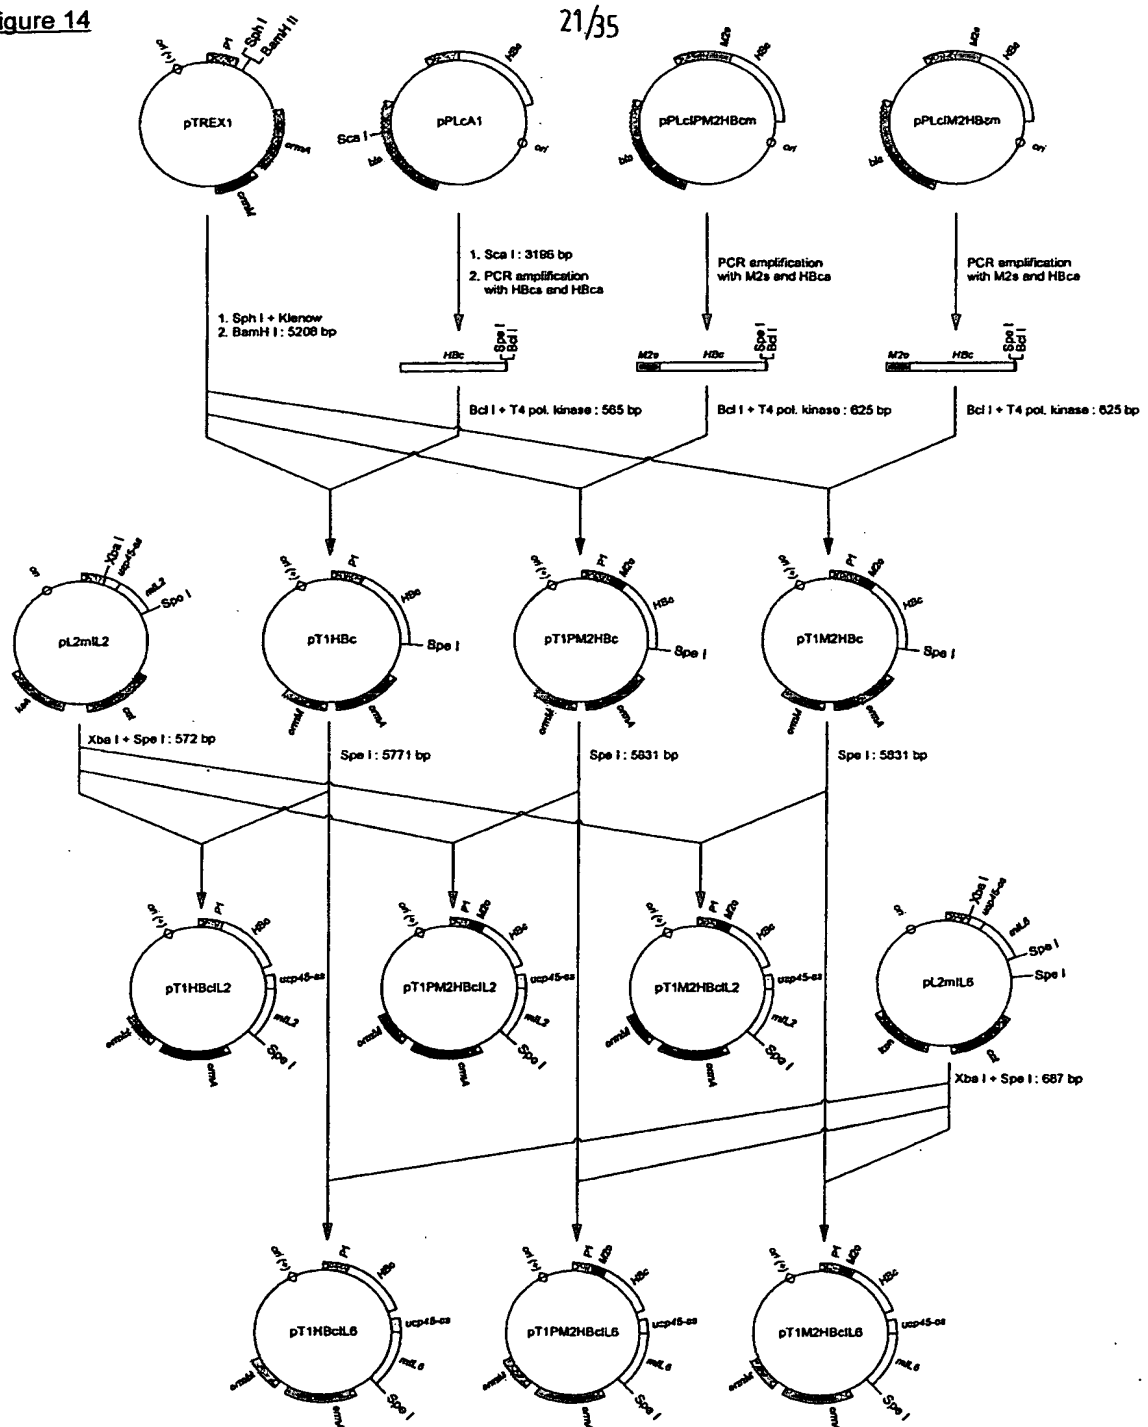 igure 14
21/35
ori (+)
P1
Sph I
BamH II
pTREX1
ermA
ermM
HBc
pPLcA1
Sca I
bla
ori
M2e
HBc
pPLcIPM2HBcm
bla
ori
M2e
HBc
pPLcIM2HBcm
bla
ori
1. Sca I : 3196 bp
2. PCR amplification
with HBcs and HBca
PCR amplification
with M2s and HBca
PCR amplification
with M2s and HBca
1. Sph I + Klenow
2. BamH I : 5208 bp
HBc
Spe I
Bcl I
M2e
HBc
Spe I
Bcl I
M2e
HBc
Spe I
Bcl I
Bcl I + T4 pol. kinase : 565 bp
Bcl I + T4 pol. kinase : 625 bp
Bcl I + T4 pol. kinase : 625 bp
ori
Xba I
usp45-ss
mIL2
Spe I
pL2mIL2
kan
ori (+)
P1
HBc
pT1HBc
Spe I
ermM
ermA
ori (+)
P1
M2e
HBc
pT1PM2HBc
Spe I
ermM
ermA
ori (+)
P1
M2e
HBc
pT1M2HBc
Spe I
ermM
ermA
Xba I + Spe I : 572 bp
Spe I : 5771 bp
Spe I : 5831 bp
Spe I : 5831 bp
ori (+)
P1
HBc
pT1HBcIL2
usp45-ss
mIL2
Spe I
ermM
ermA
ori (+)
P1
M2e
HBc
pT1PM2HBcIL2
usp45-ss
mIL2
Spe I
ermM
ermA
ori (+)
P1
M2e
HBc
pT1M2HBcIL2
usp45-ss
mIL2
Spe I
ermM
ermA
Xba I
usp45-ss
mIL6
Spe I
Spe I
pL2mIL6
kan
Xba I + Spe I : 687 bp
ori (+)
P1
HBc
pT1HBcIL6
usp45-ss
mIL6
Spe I
ermM
ori (+)
P1
M2e
HBc
pT1PM2HBcIL6
usp45-ss
mIL6
Spe I
ermM
ori (+)
P1
M2e
HBc
pT1M2HBcIL6
usp45-ss
mIL6
Spe I
ermM